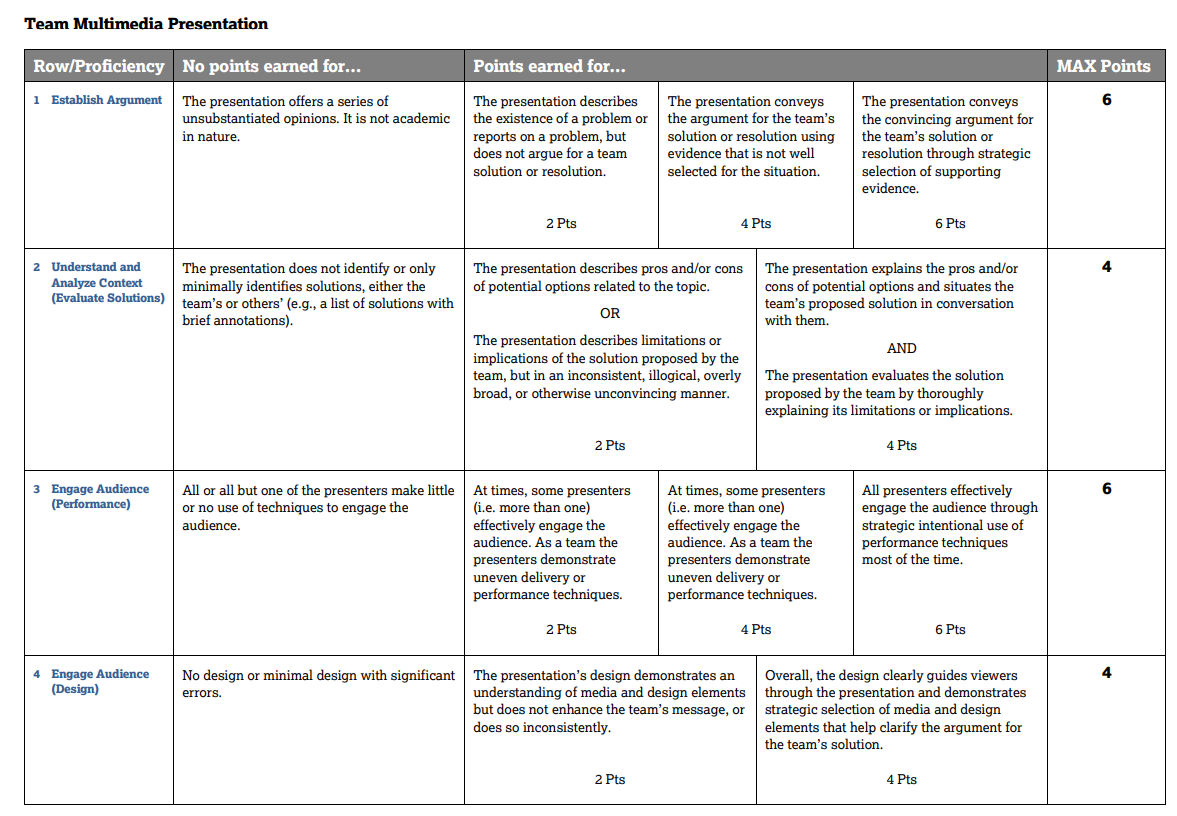 Team Multimedia Presentation
Row/Proficiency No points earned for... Points earned for... MAX Points
1 Establish Argument
The presentation offers a series of
unsubstantiated opinions. It is not academic
in nature.
The presentation describes
the existence of a problem or
reports on a problem, but
does not argue for a team
solution or resolution.
2 Pts
The presentation conveys
the argument for the team's
solution or resolution using
evidence that is not well
selected for the situation.
4 Pts
The presentation conveys
the convincing argument for
the team's solution or
resolution through strategic
selection of supporting
evidence.
6 Pts
6
2 Understand and
Analyze Context
(Evaluate Solutions)
The presentation does not identify or only
minimally identifies solutions, either the
team's or others' (e.g., a list of solutions with
brief annotations).
The presentation describes pros and/or cons
of potential options related to the topic.
OR
The presentation describes limitations or
implications of the solution proposed by the
team, but in an inconsistent, illogical, overly
broad, or otherwise unconvincing manner.
2 Pts
The presentation explains the pros and/or
cons of potential options and situates the
team's proposed solution in conversation
with them.
AND
The presentation evaluates the solution
proposed by the team by thoroughly
explaining its limitations or implications.
4 Pts
4
3 Engage Audience
(Performance)
All or all but one of the presenters make little
or no use of techniques to engage the
audience.
At times, some presenters
(i.e. more than one)
effectively engage the
audience. As a team the
presenters demonstrate
uneven delivery or
performance techniques.
2 Pts
At times, some presenters
(i.e. more than one)
effectively engage the
audience. As a team the
presenters demonstrate
uneven delivery or
performance techniques.
4 Pts
All presenters effectively
engage the audience through
strategic intentional use of
performance techniques
most of the time.
6 Pts
6
4 Engage Audience
(Design)
No design or minimal design with significant
errors.
The presentation's design demonstrates an
understanding of media and design elements
but does not enhance the team's message, or
does so inconsistently.
2 Pts
Overall, the design clearly guides viewers
through the presentation and demonstrates
strategic selection of media and design
elements that help clarify the argument for
the team's solution.
4 Pts
4